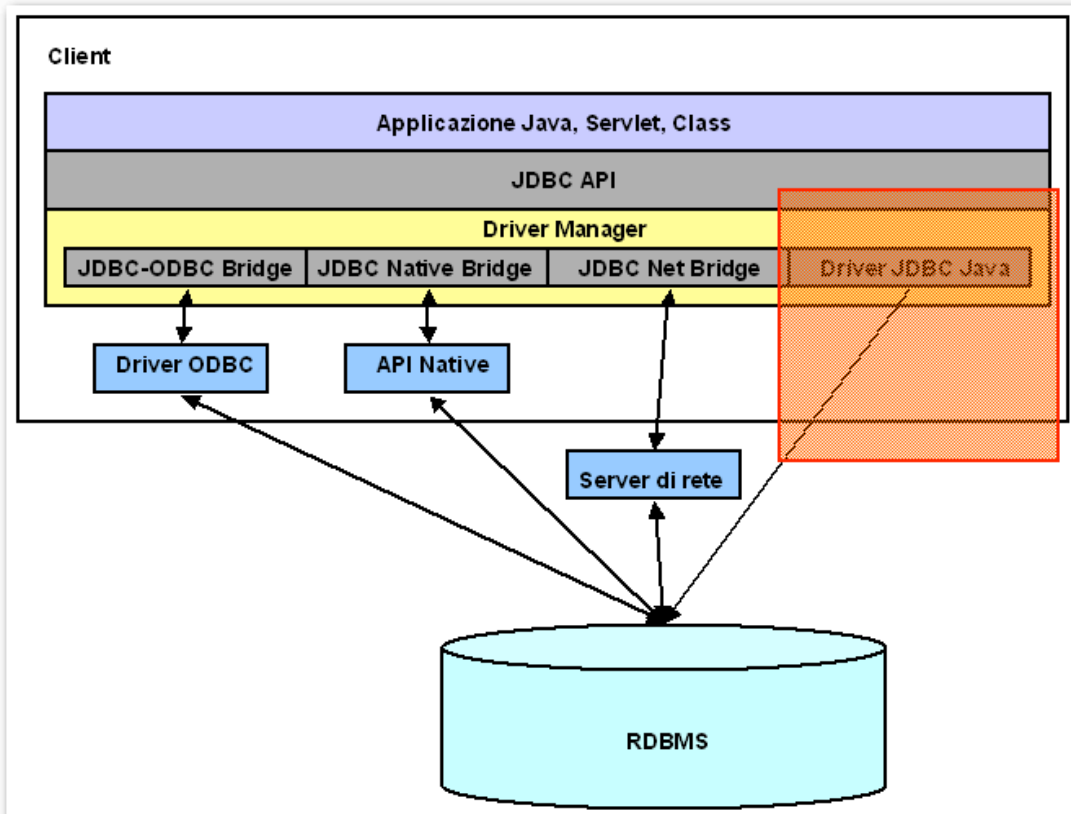 Client
Applicazione Java, Servlet, Class
JDBC API
Driver Manager
JDBC-ODBC Bridge
JDBC Native Bridge
JDBC Net Bridge
Driver JDBC Java
Driver ODBC
API Native
Server di rete
RDBMS